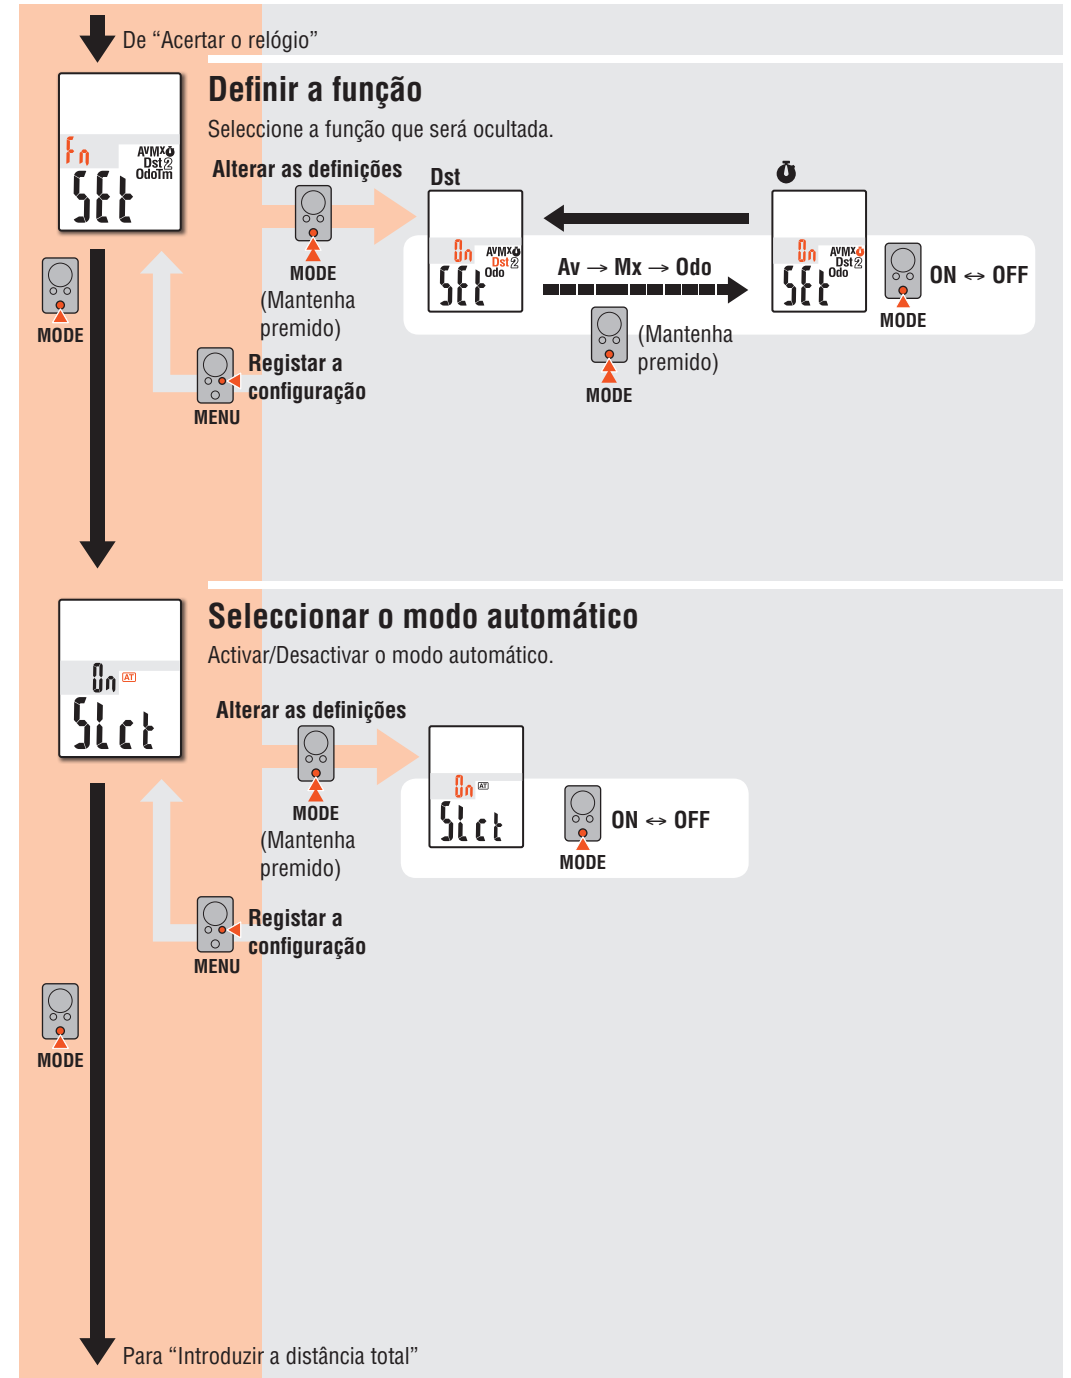 De “Acertar o relógio”
Definir a função
Seleccione a função que será ocultada.
Fn
AVMX
Dst2
OdoTm
SEt
Alterar as definições
MODE
(Mantenha
premido)
Dst
On
AVMX
Dst2
Odo
SEt
Av → Mx → Odo
(Mantenha
premido)
MODE
On
AVMX
Dst2
Odo
SEt
ON ↔ OFF
MODE
MODE
Registar a
configuração
MENU
Seleccionar o modo automático
Activar/Desactivar o modo automático.
On AT
SLct
Alterar as definições
MODE
(Mantenha
premido)
On AT
SLct
ON ↔ OFF
MODE
Registar a
configuração
MENU
MODE
Para “Introduzir a distância total”